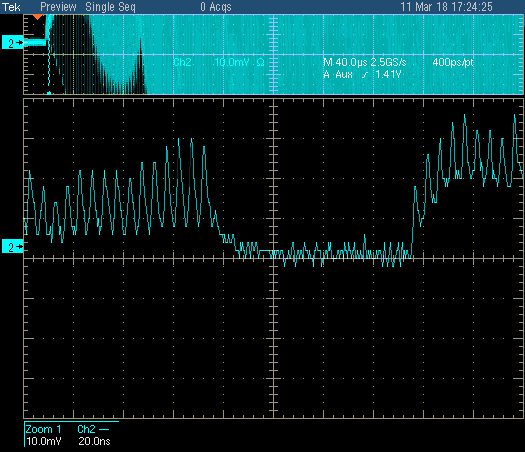 Tek Preview Single Seq 0 Acqs 11 Mar 18 17:24:25
2
Ch2 10.0mV Ω M 40.0µs 2.5GS/s 400ps/pt
A Aux ∫ 1.41V
2
Zoom 1 Ch2
10.0mV 20.0ns